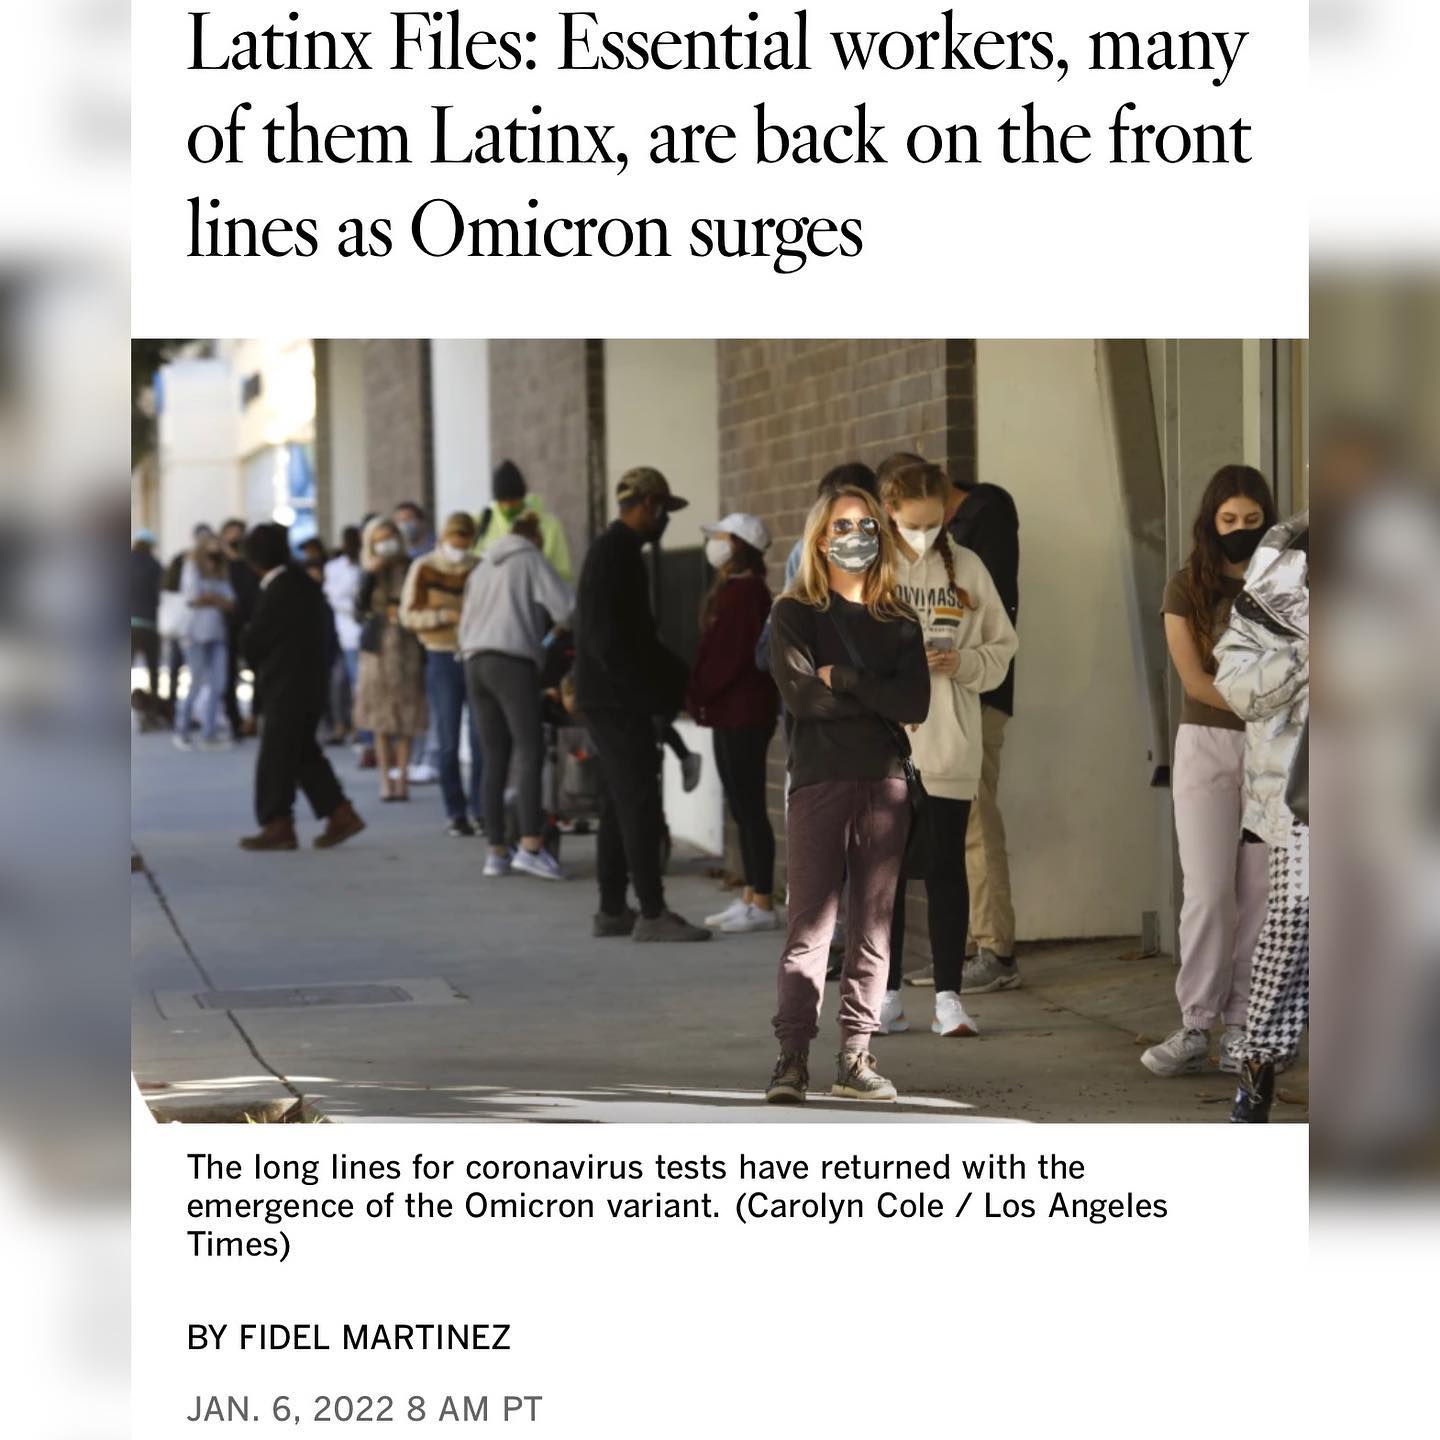 Latinx Files: Essential workers, many
of them Latinx, are back on the front
lines as Omicron surges
The long lines for coronavirus tests have returned with the
emergence of the Omicron variant. (Carolyn Cole / Los Angeles
Times)
BY FIDEL MARTINEZ
JAN. 6, 2022 8 AM PT